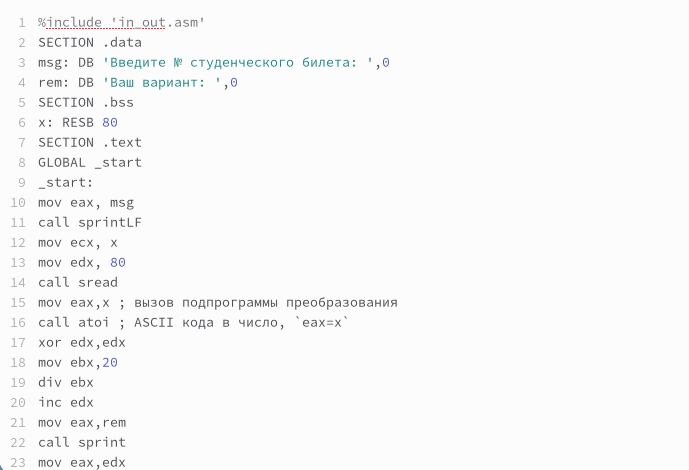 1 %include 'in_out.asm'
2 SECTION .data
3 msg: DB 'Введите № студенческого билета: ',0
4 rem: DB 'Ваш вариант: ',0
5 SECTION .bss
6 x: RESB 80
7 SECTION .text
8 GLOBAL _start
9 _start:
10 mov eax, msg
11 call sprintLF
12 mov ecx, x
13 mov edx, 80
14 call sread
15 mov eax,x ; вызов подпрограммы преобразования
16 call atoi ; ASCII кода в число, `eax=x`
17 xor edx,edx
18 mov ebx,20
19 div ebx
20 inc edx
21 mov eax,rem
22 call sprint
23 mov eax,edx